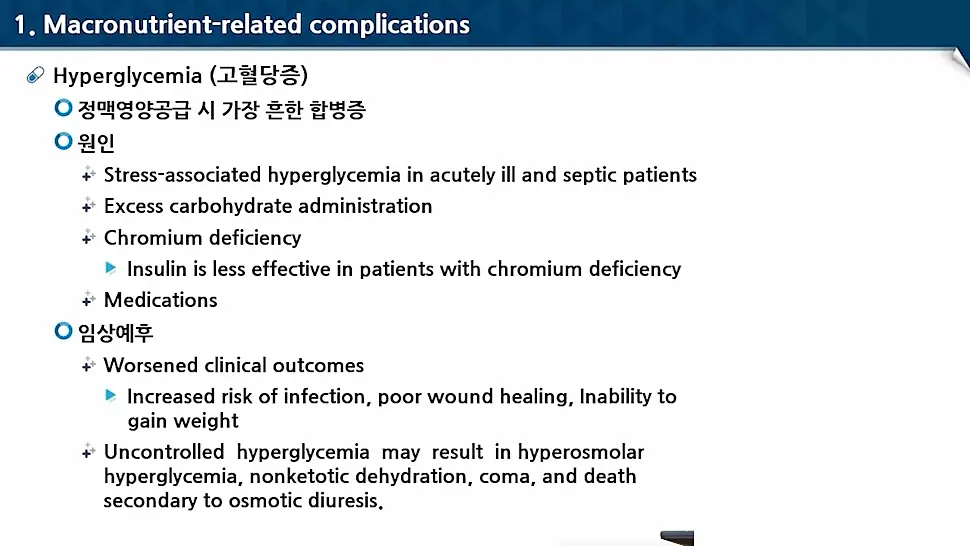 1. Macronutrient-related complications
Hyperglycemia (고혈당증)
정맥영양공급 시 가장 흔한 합병증
원인
Stress-associated hyperglycemia in acutely ill and septic patients
Excess carbohydrate administration
Chromium deficiency
Insulin is less effective in patients with chromium deficiency
Medications
임상예후
Worsened clinical outcomes
Increased risk of infection, poor wound healing, Inability to
gain weight
Uncontrolled hyperglycemia may result in hyperosmolar
hyperglycemia, nonketotic dehydration, coma, and death
secondary to osmotic diuresis.